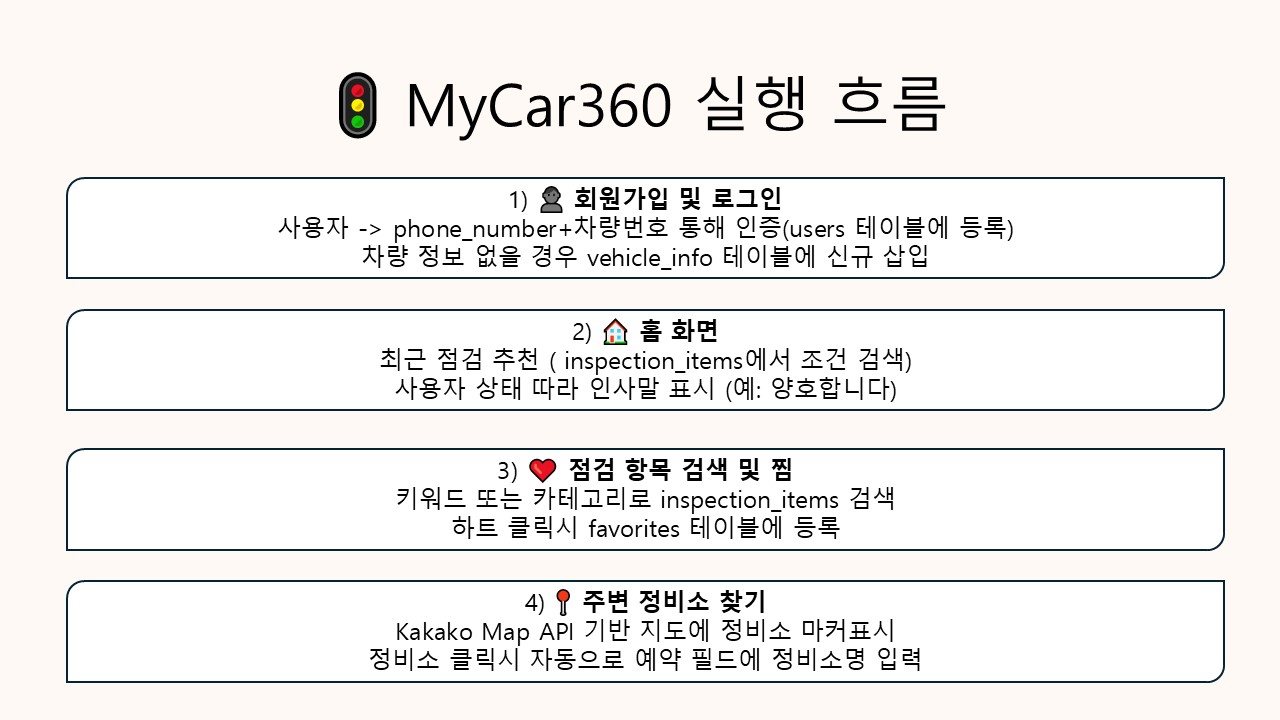 🚦 MyCar360 실행 흐름
1) 👤 회원가입 및 로그인
사용자 -> phone_number+차량번호 통해 인증(users 테이블에 등록)
차량 정보 없을 경우 vehicle_info 테이블에 신규 삽입
2) 🏠 홈 화면
최근 점검 추천 ( inspection_items에서 조건 검색)
사용자 상태 따라 인사말 표시 (예: 양호합니다)
3) ❤️ 점검 항목 검색 및 찜
키워드 또는 카테고리로 inspection_items 검색
하트 클릭시 favorites 테이블에 등록
4) 📍 주변 정비소 찾기
Kakako Map API 기반 지도에 정비소 마커표시
정비소 클릭시 자동으로 예약 필드에 정비소명 입력